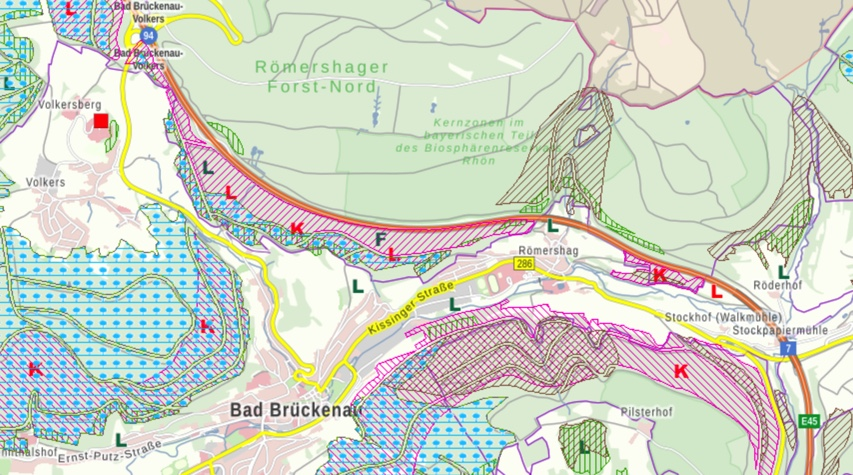 L
Bad Brückenau-
Volkers
94
Bad Brückenau-
Volkers
L
Volkersberg
Römershager
Forst-Nord
Kernzonen im
bayerischen Teil
des Biosphärenreserv
Rhön
Volkers
L
L
K
F
L
L
Römershag
286
K
L
L
Röderhof
L
Kissinger Straße
L
Stockhof (Walkmühle)
Stockpapiermühle
7
K
K
K
Bad Brückenau
Pilsterhof
E45
L
L
Ernst-Putz-Straße